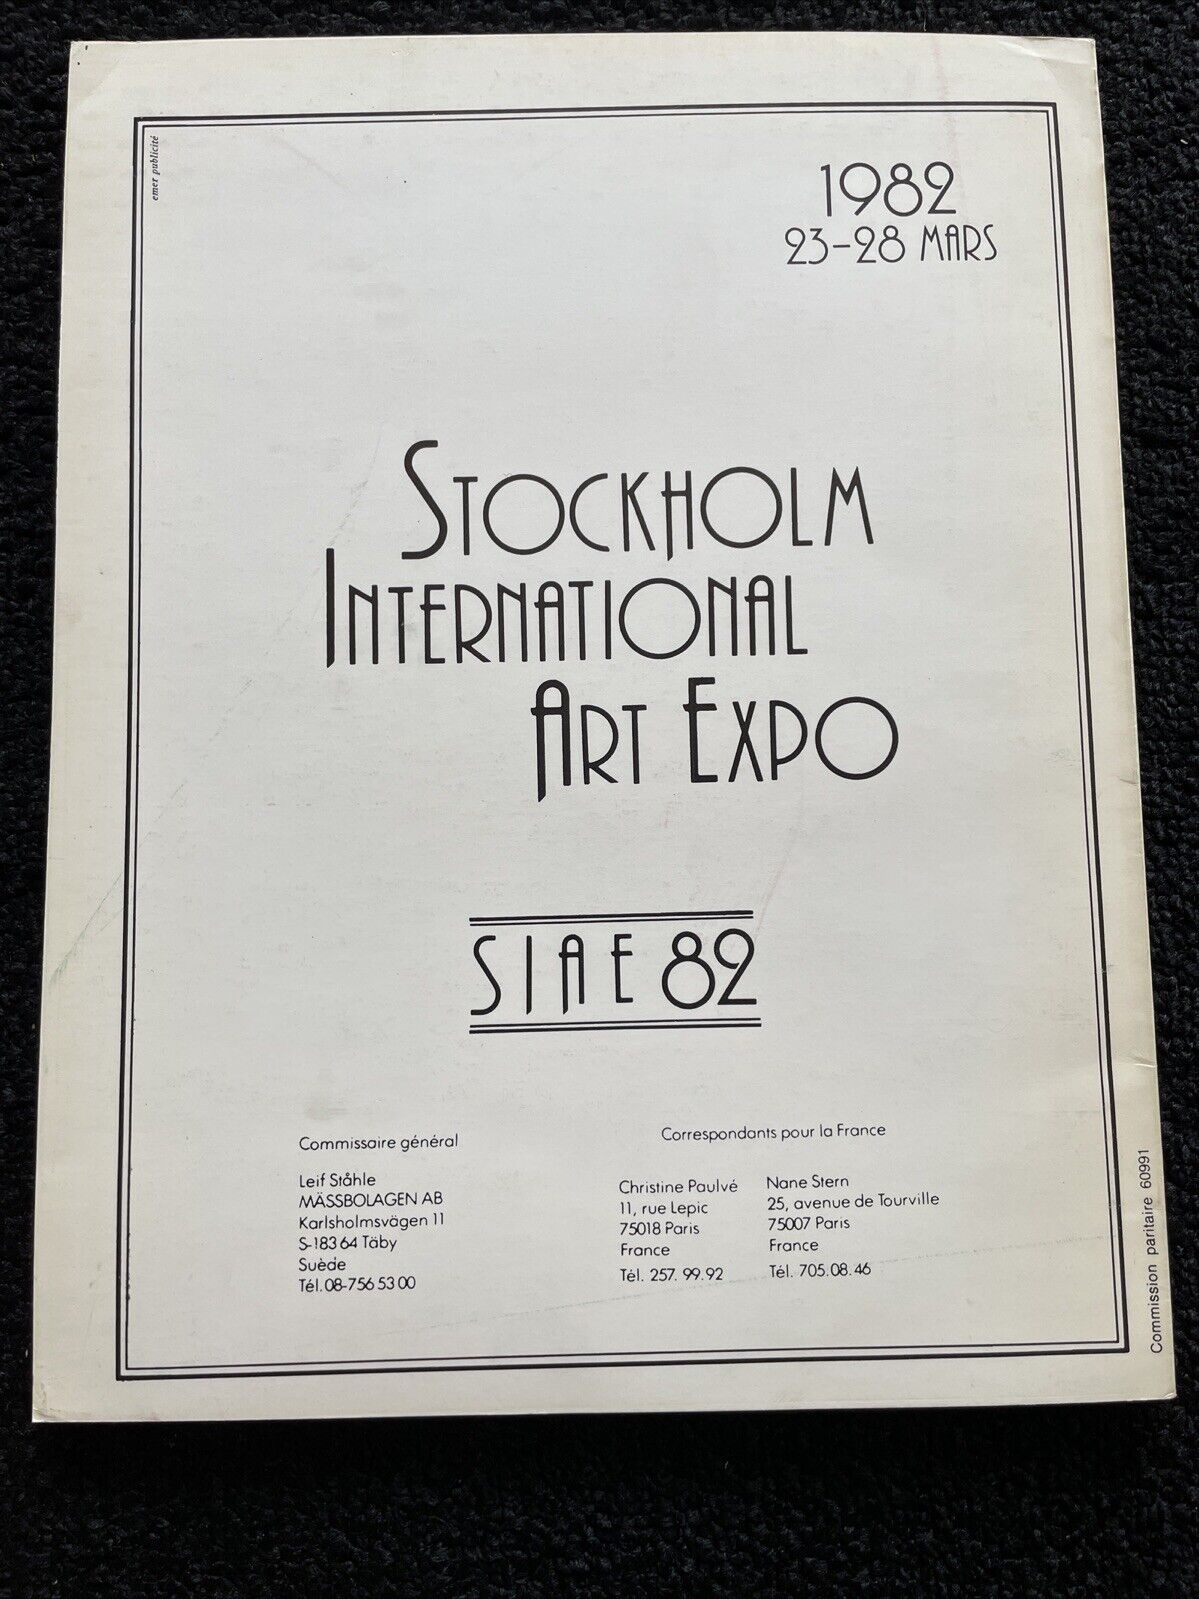 emer publicité
1982
23-28 MARS
STOCKHOLM
INTERNATIONAL
ART EXPO
SIAE 82
Commissaire général
Leif Ståhle
MÄSSBOLAGEN AB
Karlsholmsvägen 11
S-183 64 Täby
Suède
Tél. 08-756 53 00
Correspondants pour la France
Christine Paulvé
11, rue Lepic
75018 Paris
France
Tél. 257. 99. 92
Nane Stern
25, avenue de Tourville
75007 Paris
France
Tél. 705. 08. 46
Commission paritaire 60991